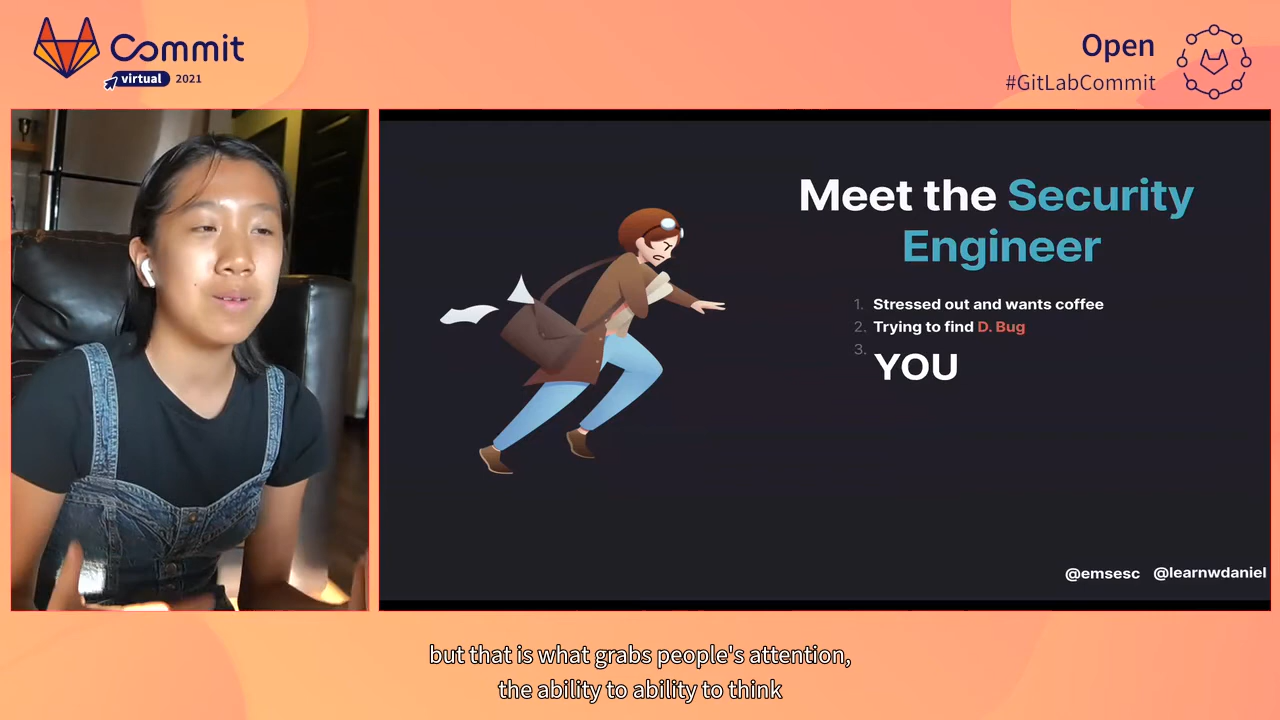 Commit
virtual 2021
Open
#GitLabCommit
Meet the Security
Engineer
1. Stressed out and wants coffee
2. Trying to find D. Bug
3. YOU
@emsesc @learnwdaniel
but that is what grabs people's attention,
the ability to ability to think